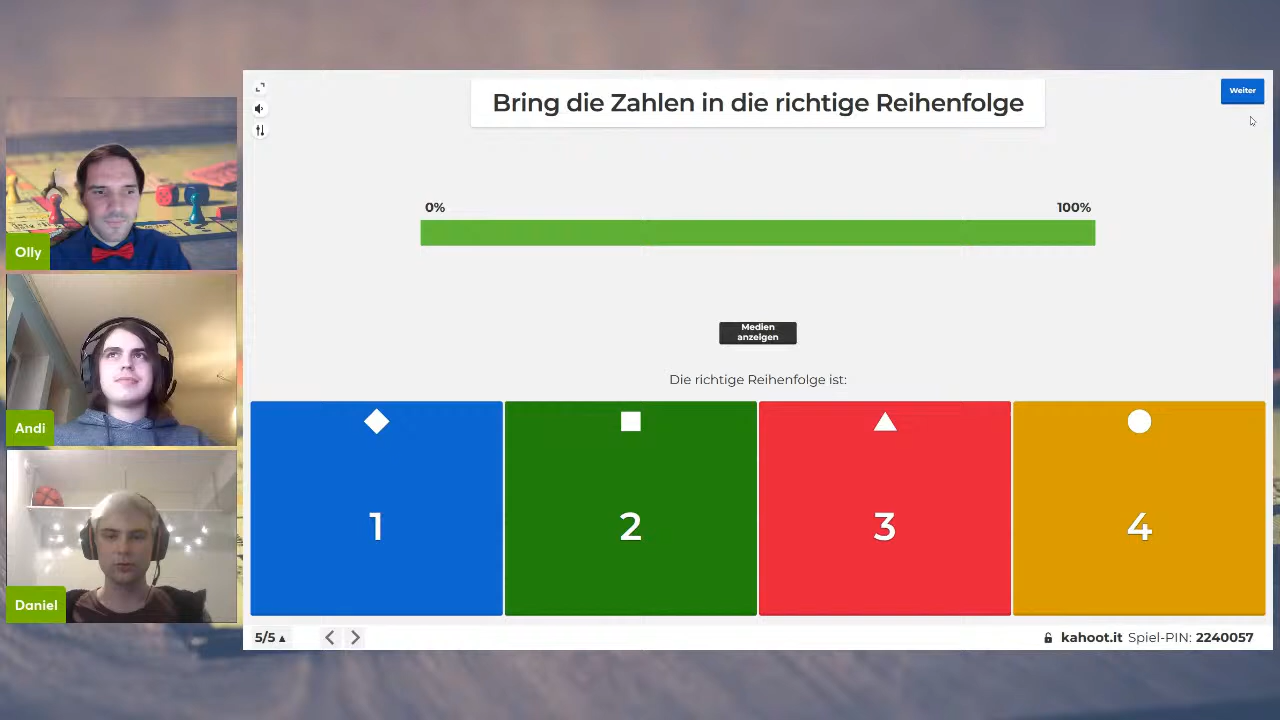 Bring die Zahlen in die richtige Reihenfolge
Weiter
0%
100%
Medien
anzeigen
Die richtige Reihenfolge ist:
1
2
3
4
5/5
kahoot.it Spiel-PIN: 2240057
Olly
Andi
Daniel